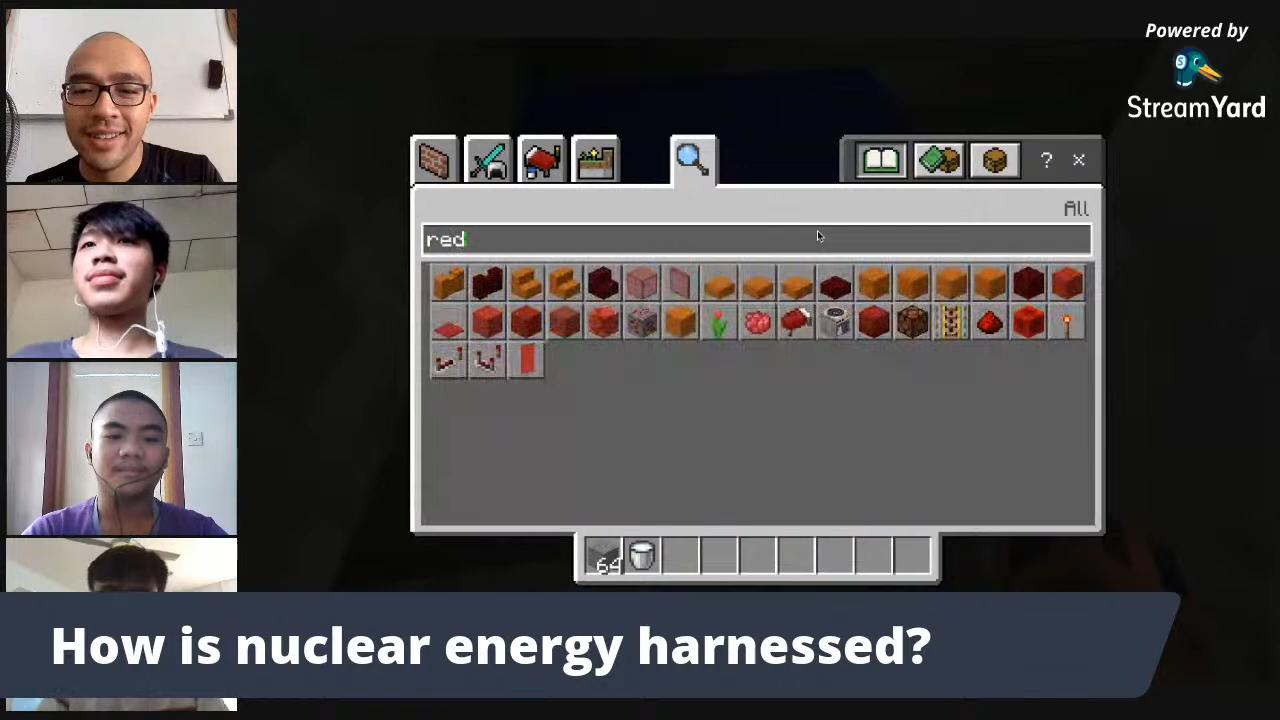 Powered by
StreamYard
? ×
All
red
64
How is nuclear energy harnessed?